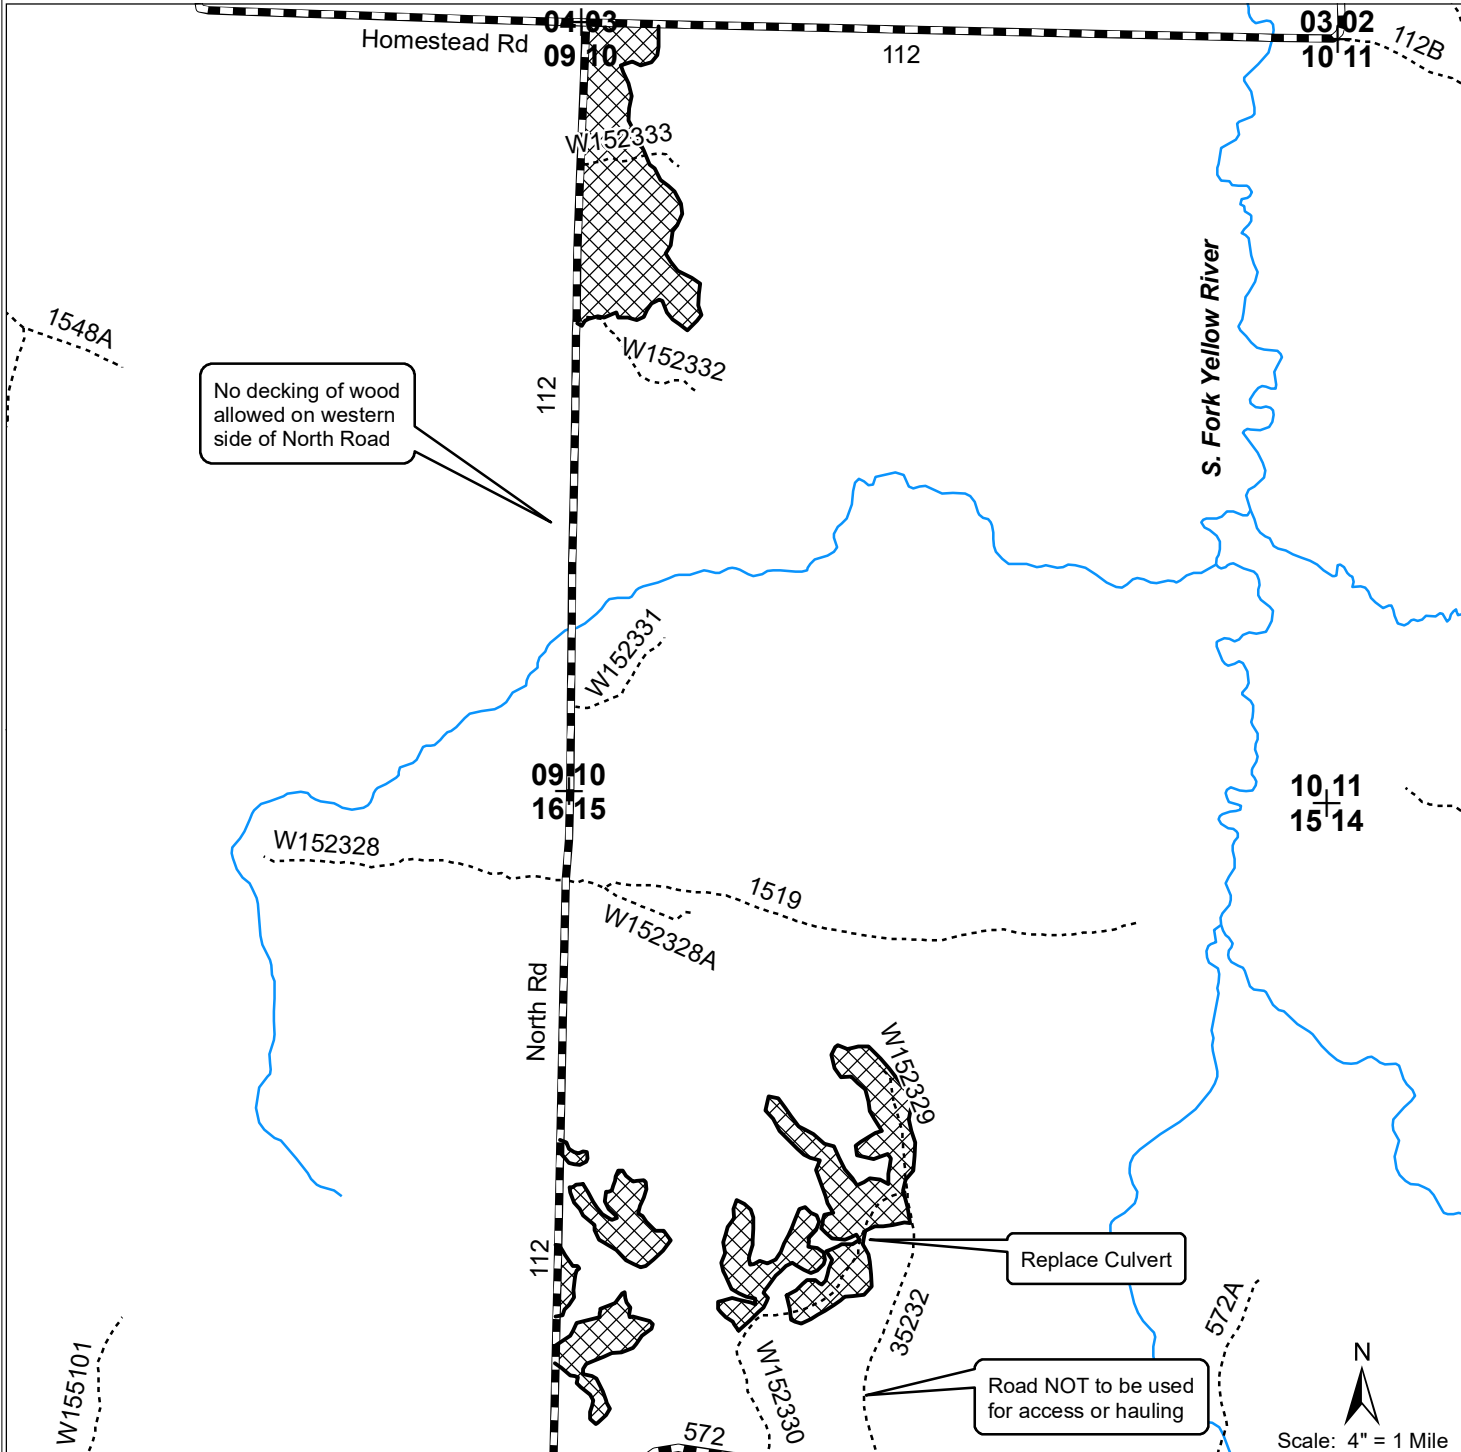 04 03
09 10
Homestead Rd
112
03 02
10 11
112B
W152333
1548A
W152332
112
No decking of wood
allowed on western
side of North Road
S. Fork Yellow River
W152331
09 10
16 15
10 11
15 14
W152328
1519
W152328A
North Rd
W152329
112
Replace Culvert
35232
572A
W155101
W152330
Road NOT to be used
for access or hauling
572
N
Scale: 4" = 1 Mile